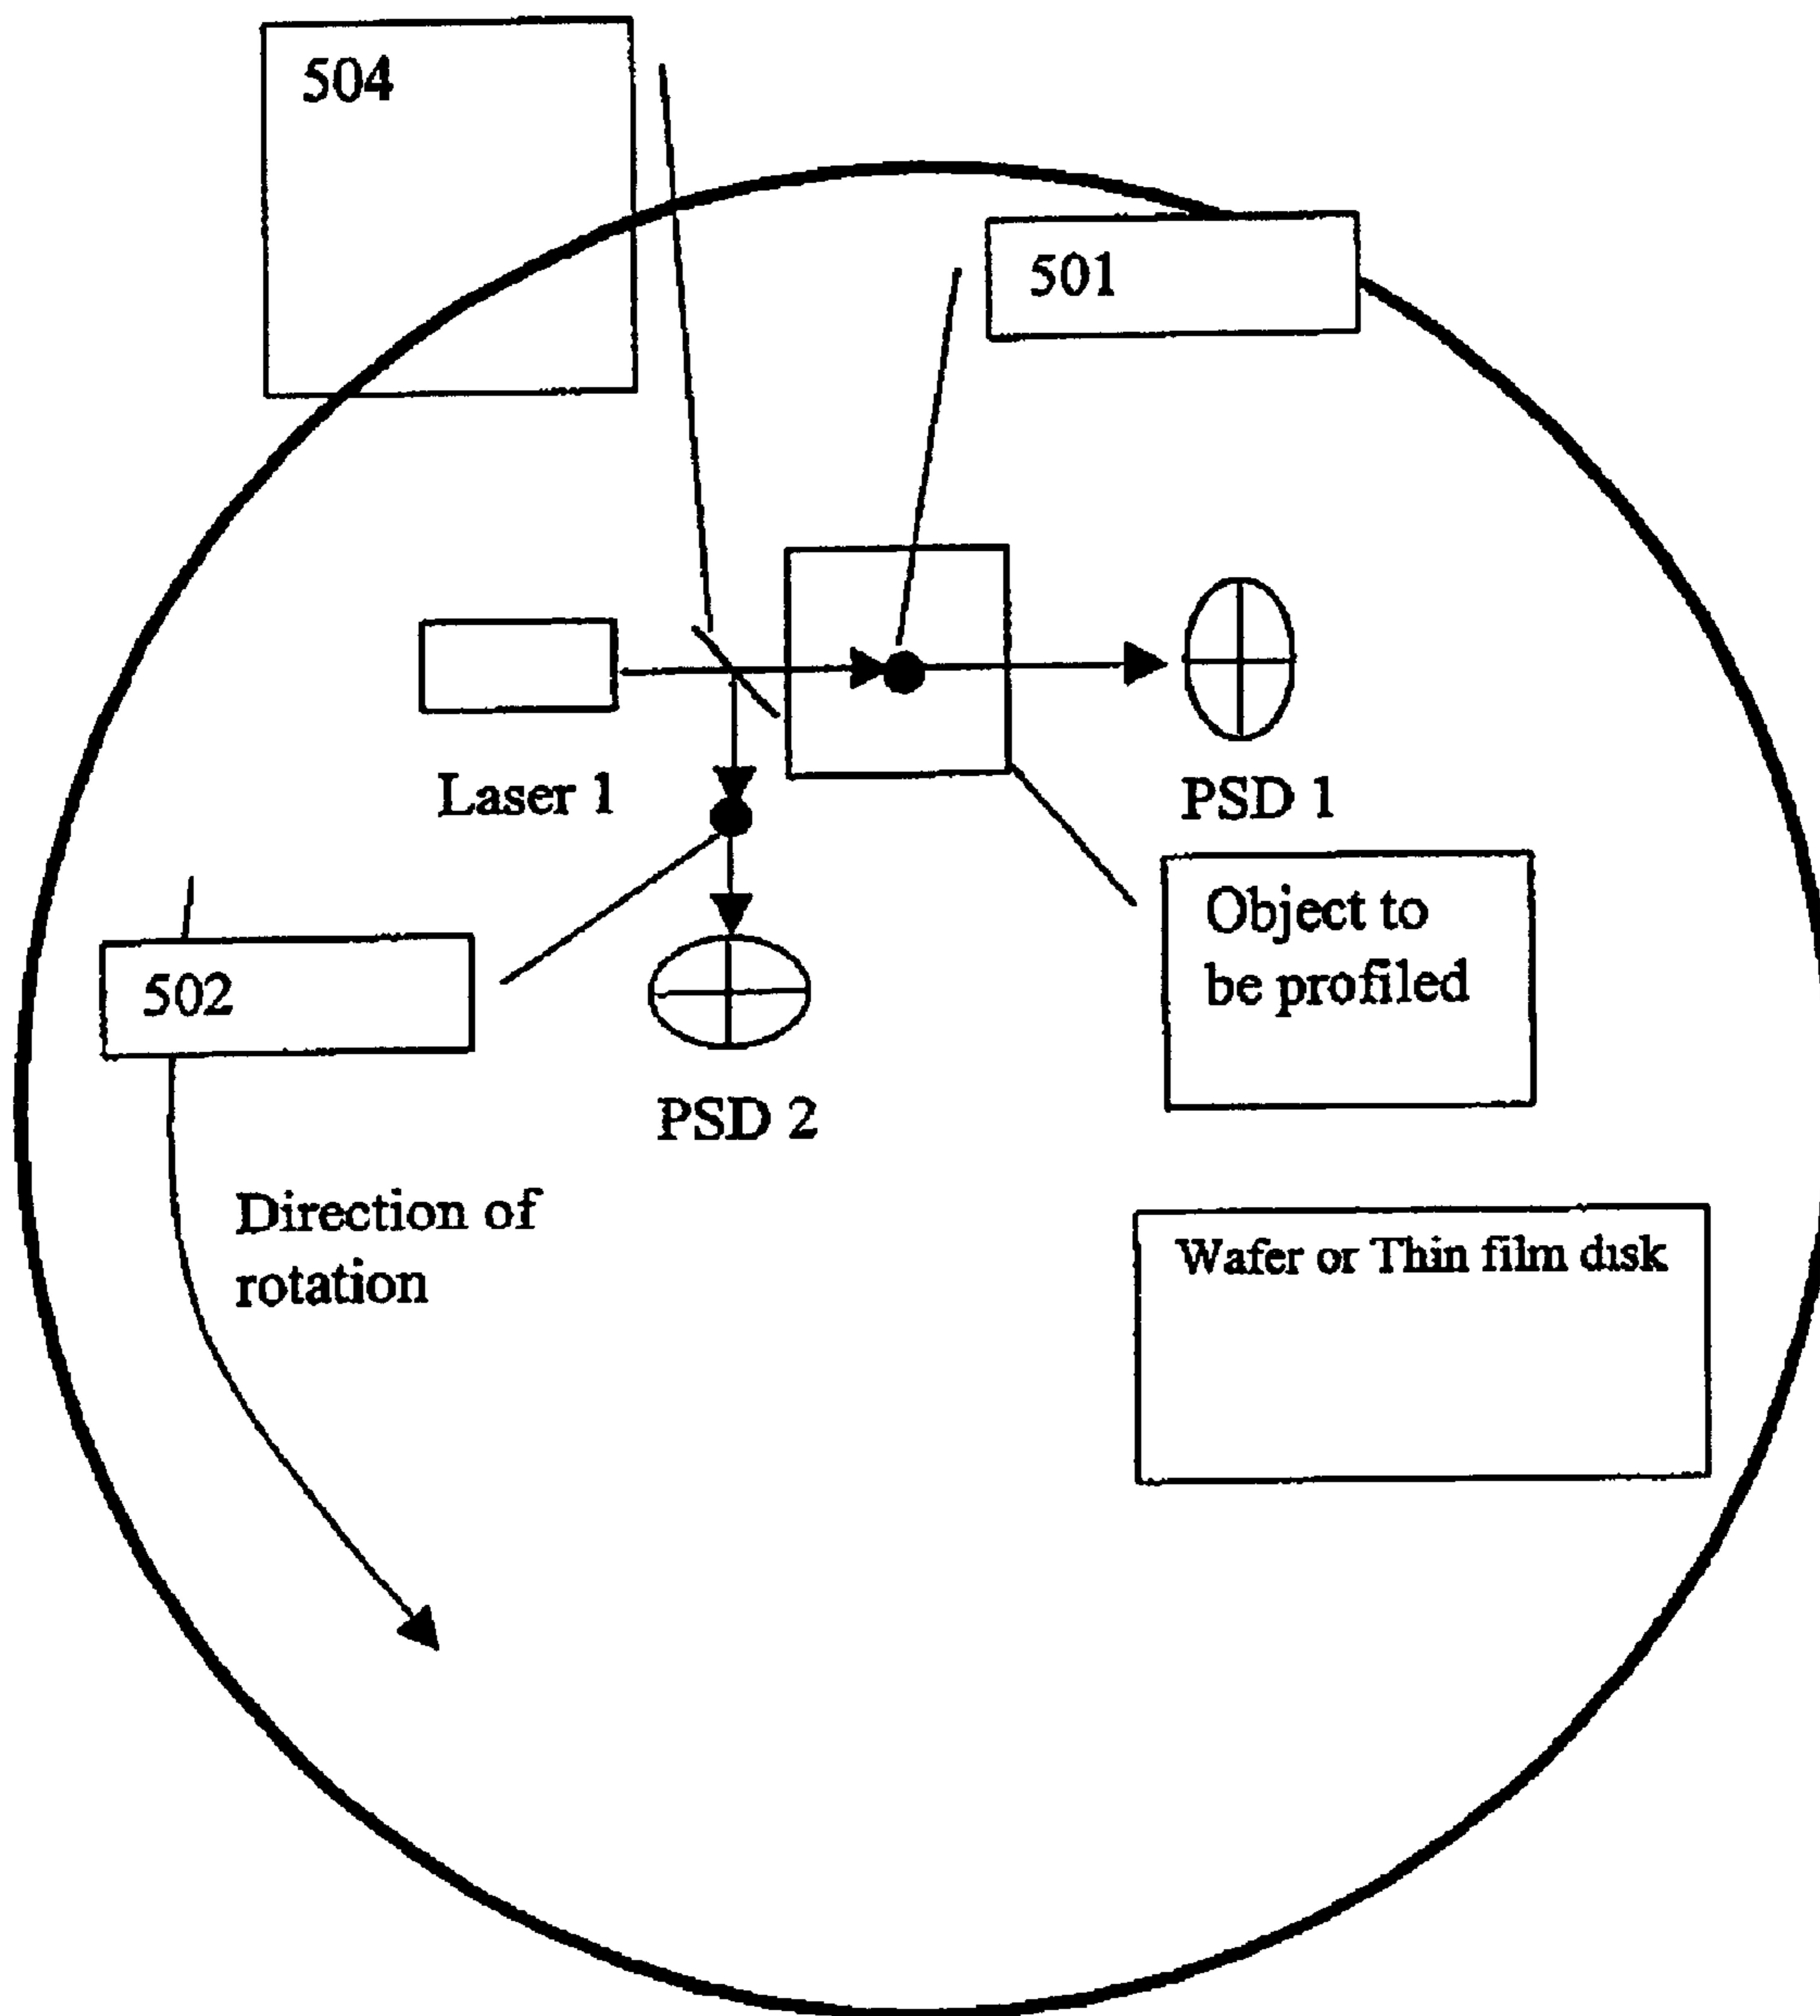 504
501
Laser 1
PSD 1
Object to
be profiled
502
PSD 2
Direction of
rotation
Wafer or Thin film disk